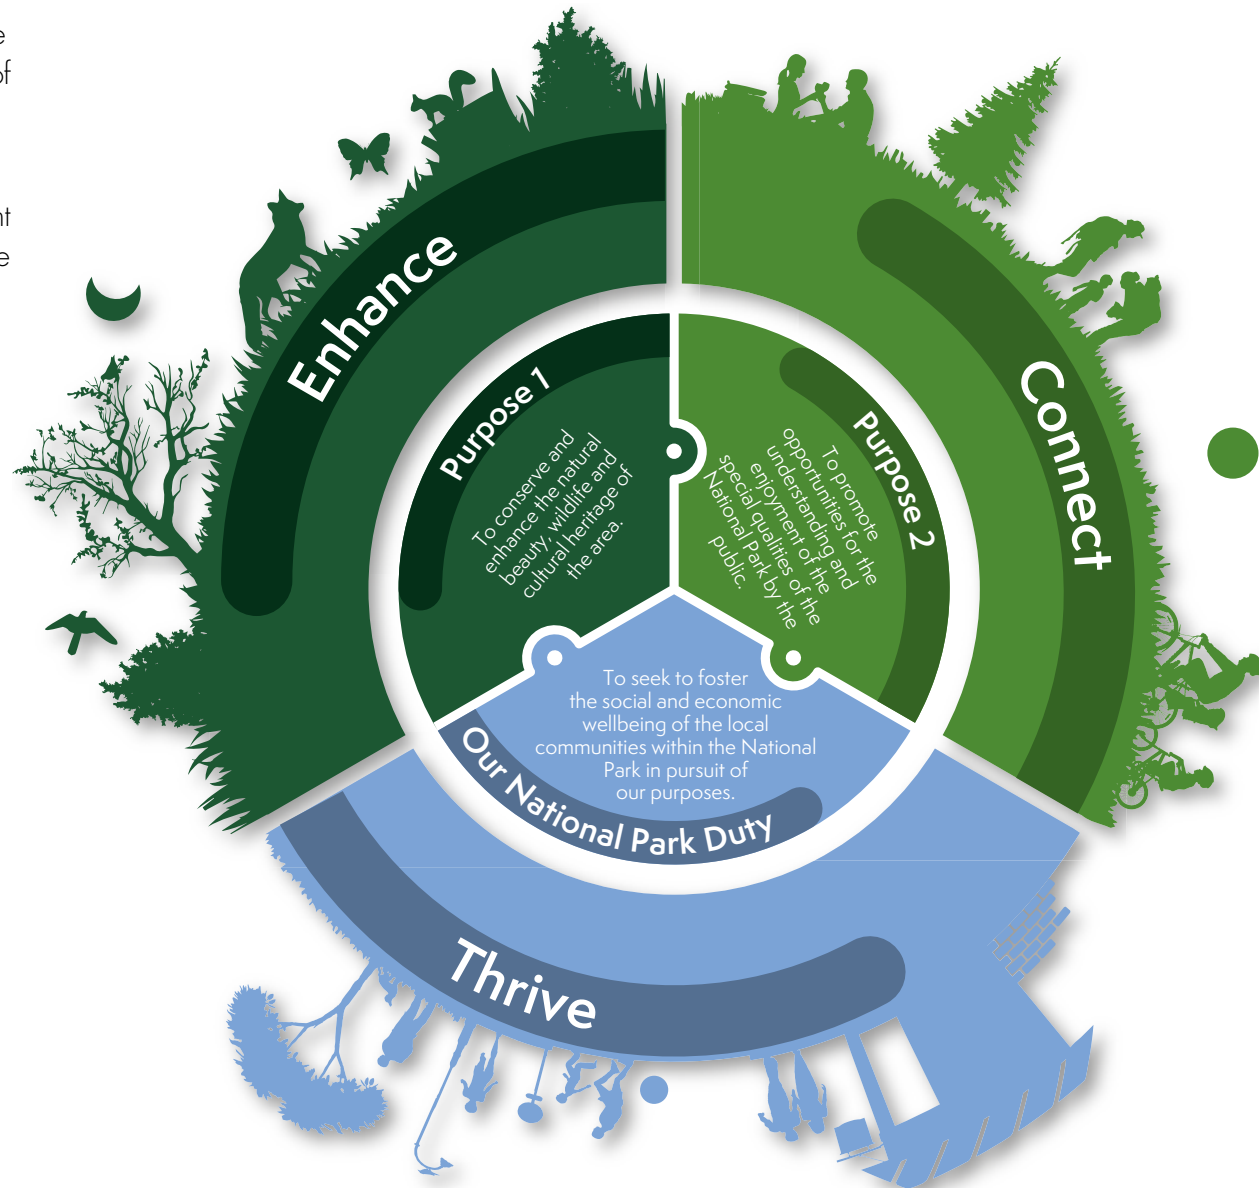 e
of
nt
e
Enhance
Purpose 1
To conserve and
enhance the natural
beauty, wildlife and
cultural heritage of
the area.
Connect
Purpose 2
To promote
opportunities for the
understanding and
enjoyment of the
special qualities of the
National Park by the
public.
To seek to foster
the social and economic
wellbeing of the local
communities within the National
Park in pursuit of
our purposes.
Our National Park Duty
Thrive